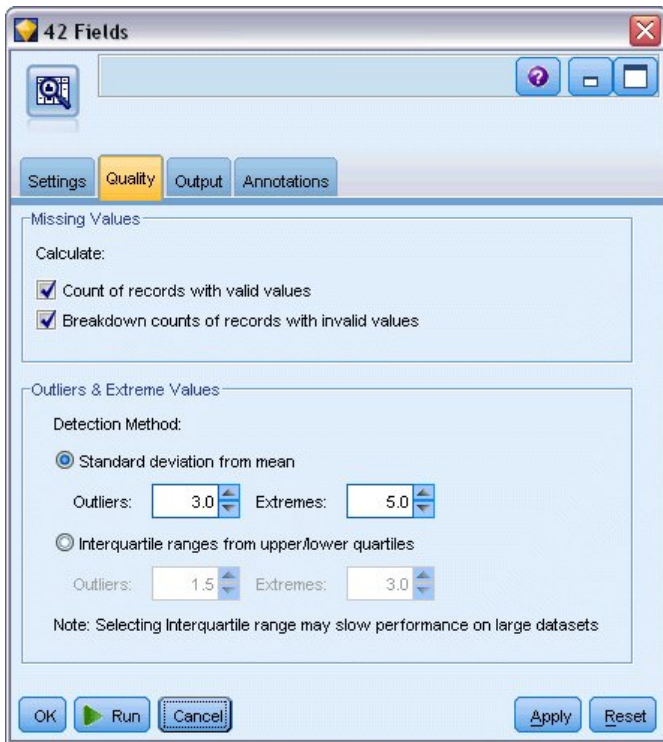 42 Fields
Settings Quality Output Annotations
Missing Values
Calculate:
Count of records with valid values
Breakdown counts of records with invalid values
Outliers & Extreme Values
Detection Method:
Standard deviation from mean
Outliers: 3.0 Extremes: 5.0
Interquartile ranges from upper/lower quartiles
Outliers: 1.5 Extremes: 3.0
Note: Selecting Interquartile range may slow performance on large datasets
OK Run Cancel Apply Reset